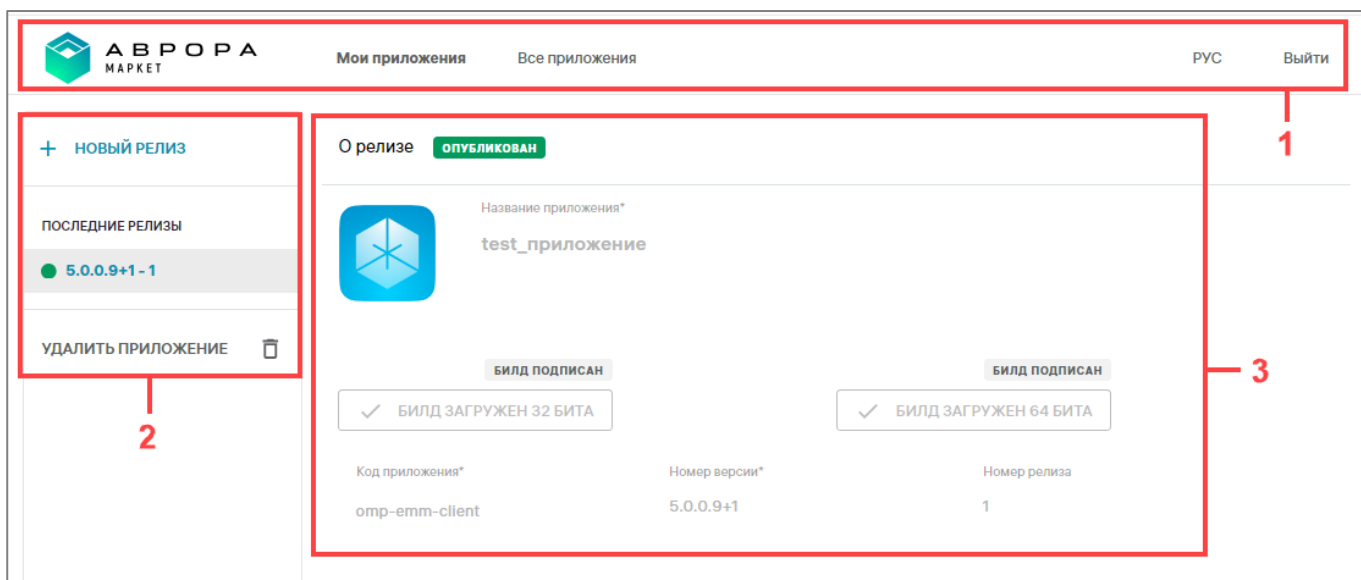 АВРОРА
МАРКЕТ
Мои приложения Все приложения РУС Выйти
1
+ НОВЫЙ РЕЛИЗ
ПОСЛЕДНИЕ РЕЛИЗЫ
5.0.0.9+1 - 1
УДАЛИТЬ ПРИЛОЖЕНИЕ
2
О релизе ОПУБЛИКОВАН
Название приложения*
test_приложение
БИЛД ПОДПИСАН БИЛД ПОДПИСАН
БИЛД ЗАГРУЖЕН 32 БИТА БИЛД ЗАГРУЖЕН 64 БИТА
Код приложения* Номер версии* Номер релиза
omp-emm-client 5.0.0.9+1 1
3